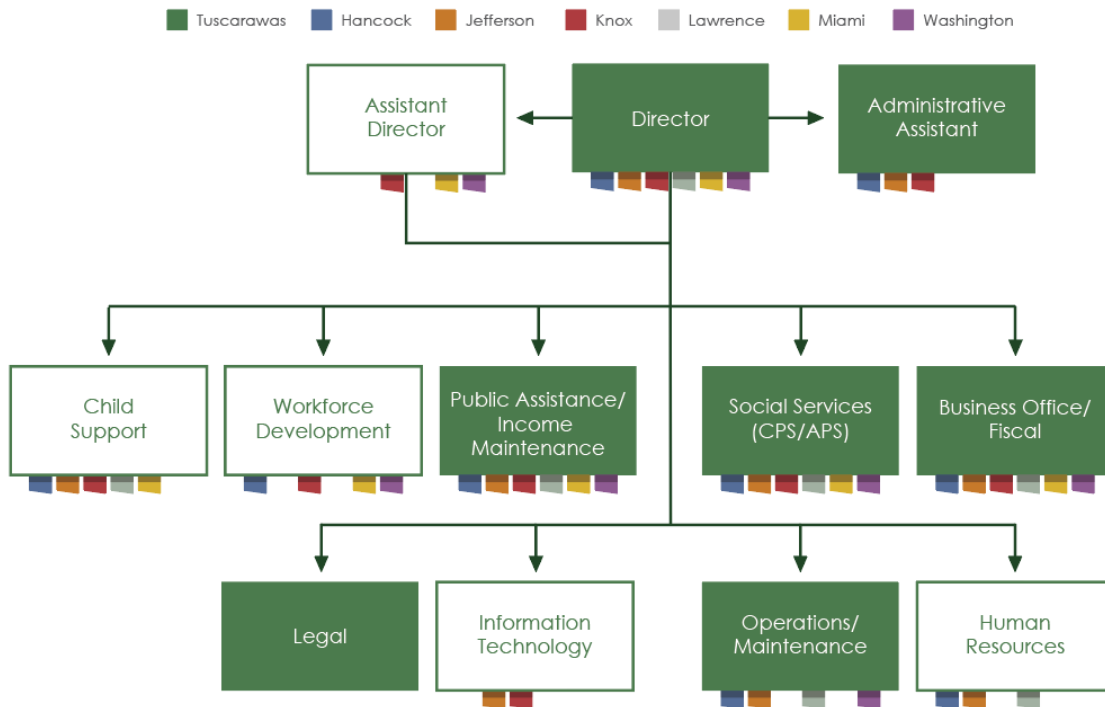 Tuscarawas Hancock Jefferson Knox Lawrence Miami Washington
Assistant
Director
Director
Administrative
Assistant
Child
Support
Workforce
Development
Public Assistance/
Income
Maintenance
Social Services
(CPS/APS)
Business Office/
Fiscal
Legal
Information
Technology
Operations/
Maintenance
Human
Resources